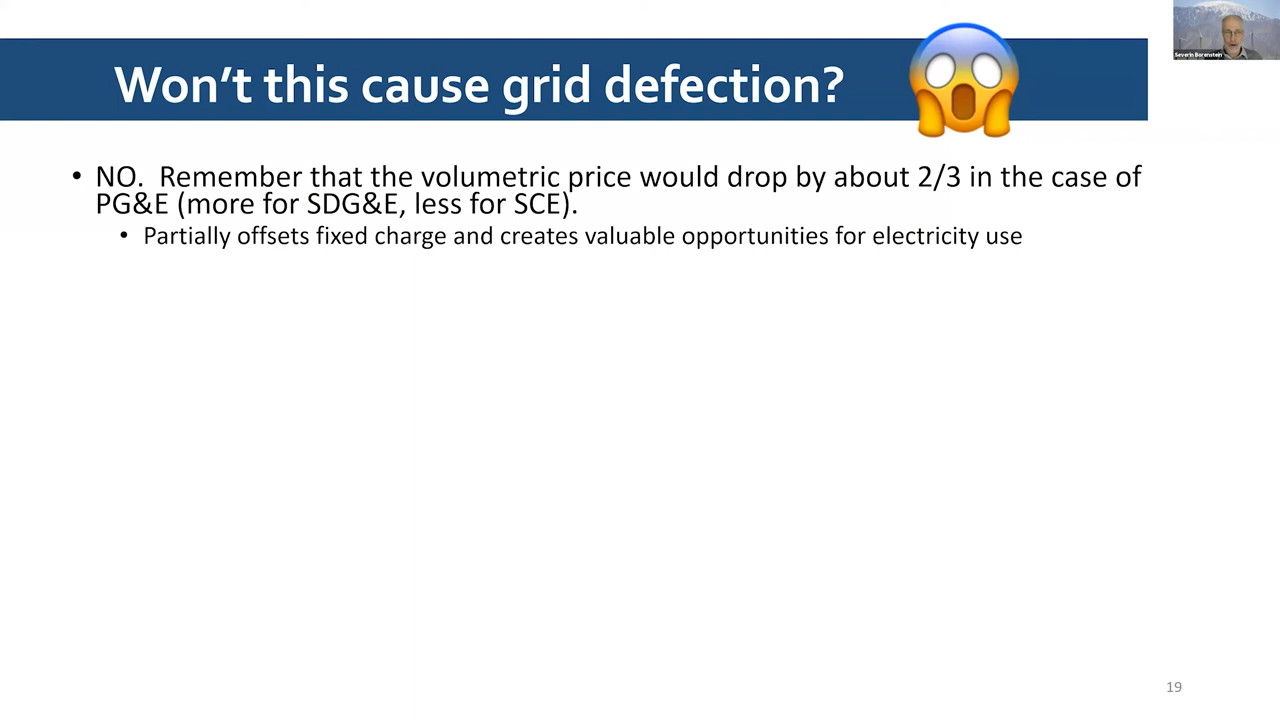 Severin Borenstein
Won't this cause grid defection?
• NO.  Remember that the volumetric price would drop by about 2/3 in the case of
PG&E (more for SDG&E, less for SCE).
• Partially offsets fixed charge and creates valuable opportunities for electricity use
19